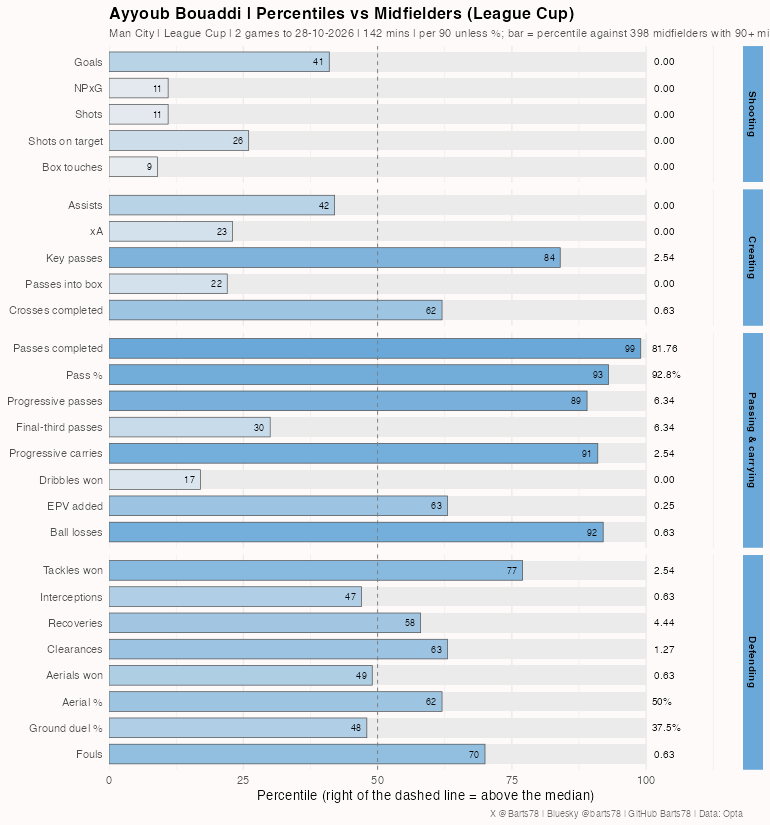 Ayyoub Bouaddi | Percentiles vs Midfielders (League Cup)
Man City | League Cup | 2 games to 28-10-2026 | 142 mins | per 90 unless %; bar = percentile against 398 midfielders with 90+ mi
Goals 41 0.00
NPxG 11 0.00
Shots 11 0.00
Shots on target 26 0.00
Box touches 9 0.00
Shooting
Assists 42 0.00
xA 23 0.00
Key passes 84 2.54
Passes into box 22 0.00
Crosses completed 62 0.63
Creating
Passes completed 99 81.76
Pass % 93 92.8%
Progressive passes 89 6.34
Final-third passes 30 6.34
Progressive carries 91 2.54
Dribbles won 17 0.00
EPV added 63 0.25
Ball losses 92 0.63
Passing & carrying
Tackles won 77 2.54
Interceptions 47 0.63
Recoveries 58 4.44
Clearances 63 1.27
Aerials won 49 0.63
Aerial % 62 50%
Ground duel % 48 37.5%
Fouls 70 0.63
Defending
0 25 50 75 100
Percentile (right of the dashed line = above the median)
X @Barts78 | Bluesky @barts78 | GitHub Barts78 | Data: Opta